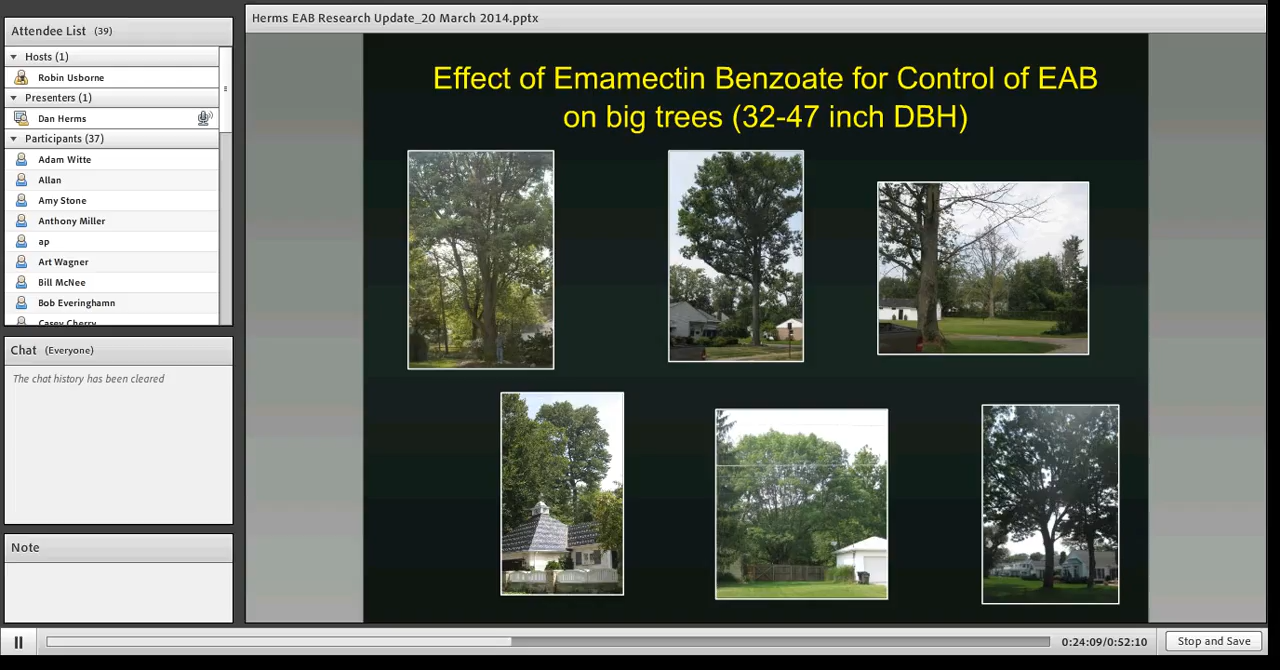 Herms EAB Research Update_20 March 2014.pptx
Attendee List (39)
Hosts (1)
Robin Usborne
Presenters (1)
Dan Herms
Participants (37)
Adam Witte
Allan
Amy Stone
Anthony Miller
ap
Art Wagner
Bill McNee
Bob Everinghamn
Casey Cherry
Chat (Everyone)
The chat history has been cleared
Note
Effect of Emamectin Benzoate for Control of EAB
on big trees (32-47 inch DBH)
0:24:09/0:52:10
Stop and Save